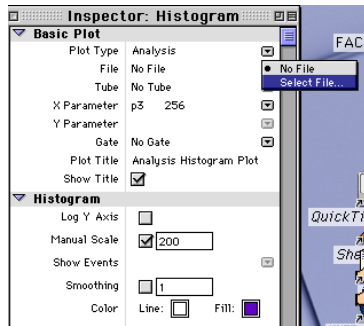 Inspector: Histogram
Basic Plot
Plot Type Analysis
File No File
No File
Select File...
Tube No Tube
X Parameter p3 256
Y Parameter
Gate No Gate
Plot Title Analysis Histogram Plot
Show Title
Histogram
Log Y Axis
Manual Scale 200
Show Events
Smoothing 1
Color Line: Fill:
FAC
QuickTi
Sha